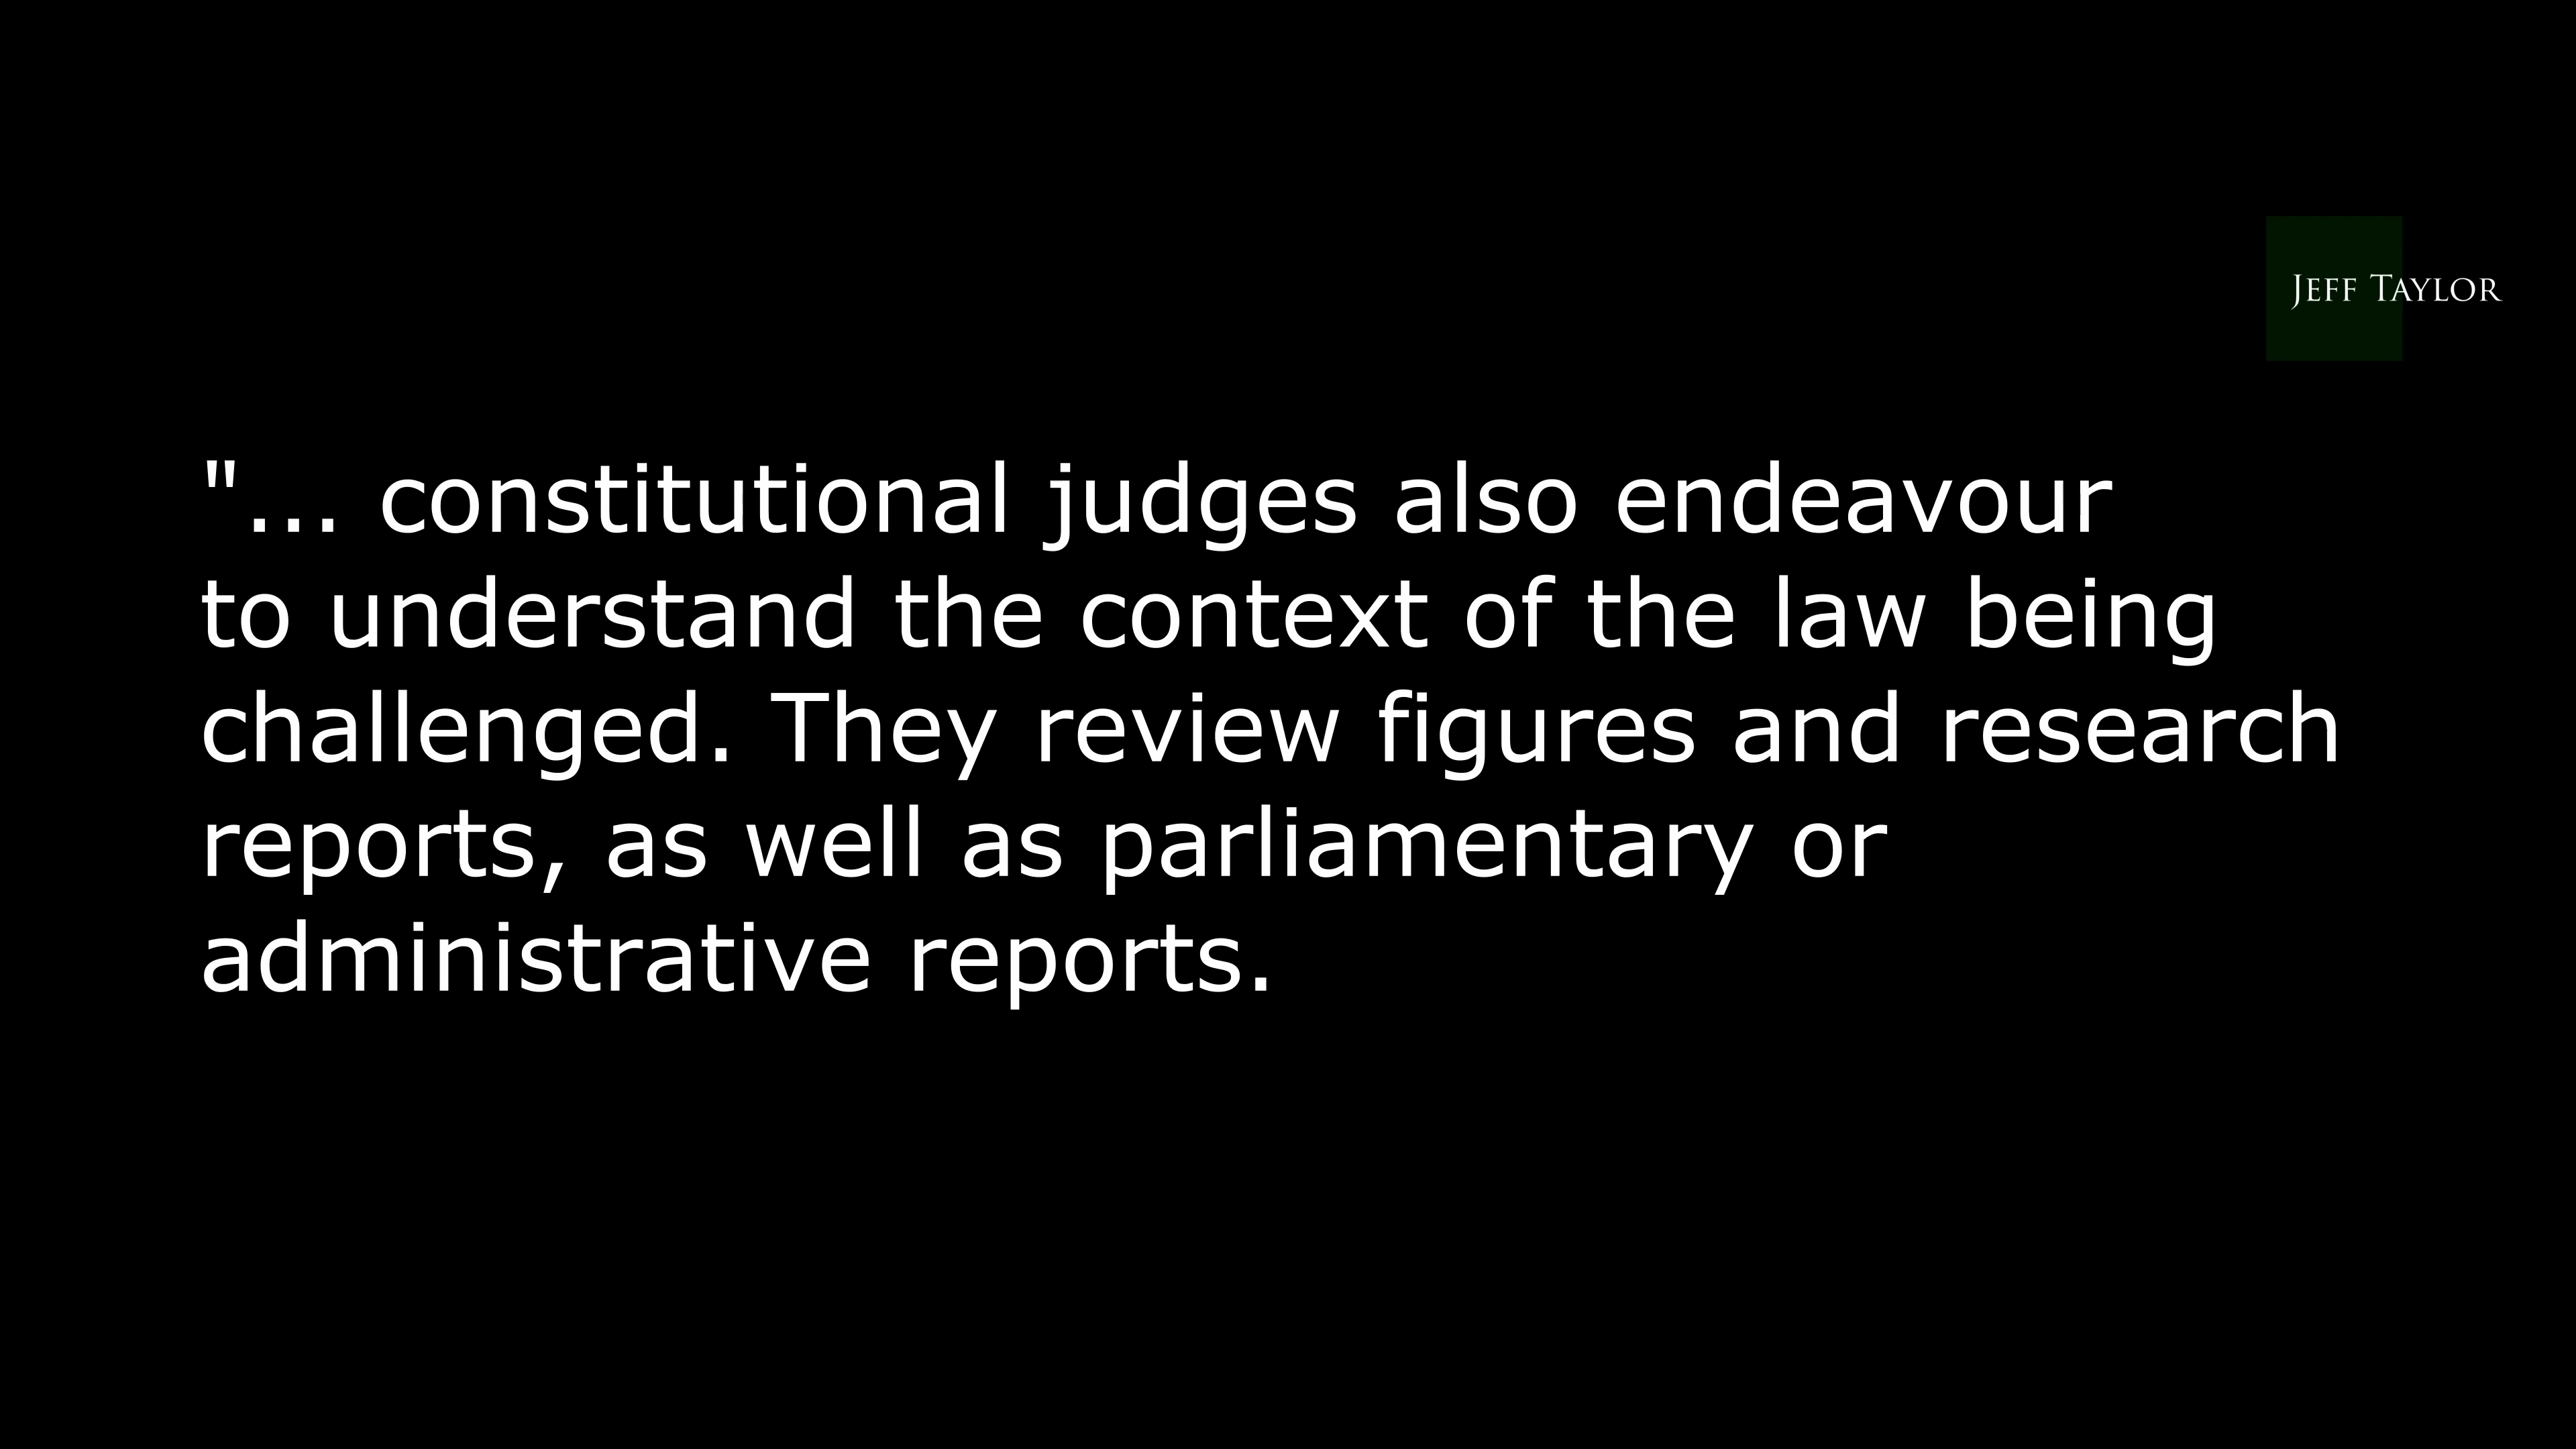 Jeff Taylor
"... constitutional judges also endeavour
to understand the context of the law being
challenged. They review figures and research
reports, as well as parliamentary or
administrative reports.